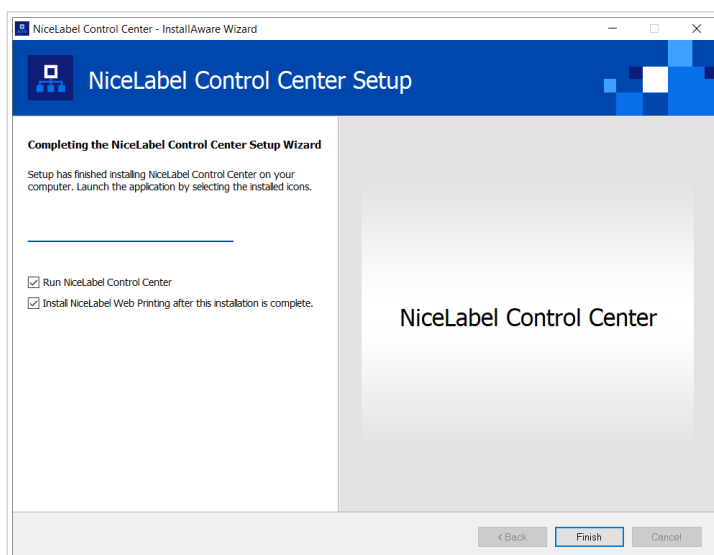 NiceLabel Control Center - InstallAware Wizard
NiceLabel Control Center Setup
Completing the NiceLabel Control Center Setup Wizard
Setup has finished installing NiceLabel Control Center on your
computer. Launch the application by selecting the installed icons.
Run NiceLabel Control Center
Install NiceLabel Web Printing after this installation is complete.
NiceLabel Control Center
< Back
Finish
Cancel